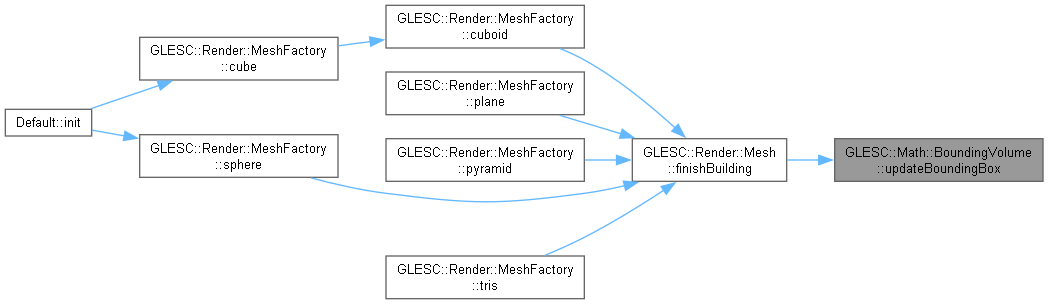 GLESC::Render::MeshFactory
::cuboid
GLESC::Render::MeshFactory
::cube
GLESC::Render::MeshFactory
::plane
Default::init
GLESC::Render::MeshFactory
::sphere
GLESC::Render::MeshFactory
::pyramid
GLESC::Render::Mesh
::finishBuilding
GLESC::Math::BoundingVolume
::updateBoundingBox
GLESC::Render::MeshFactory
::tris